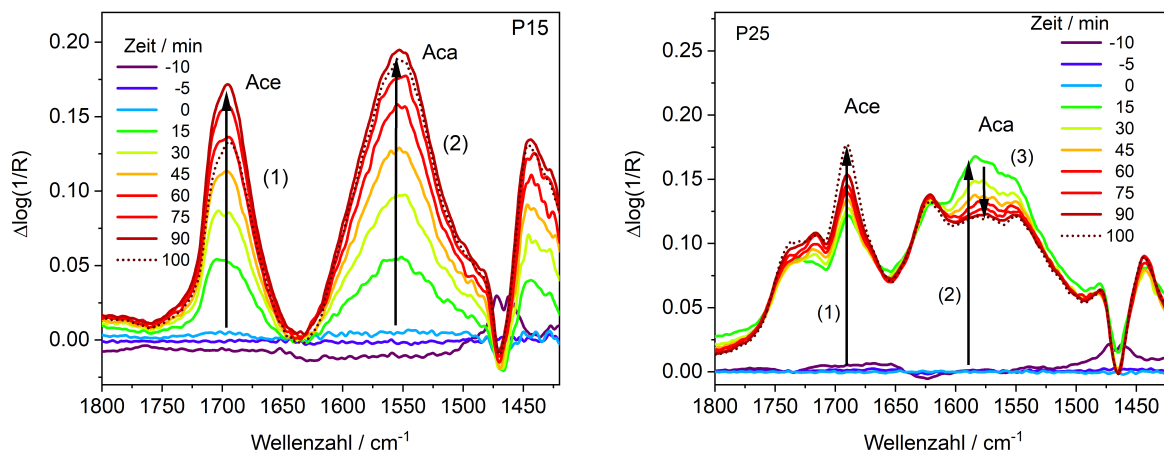 P15
Zeit / min
-10
-5
0
15
30
45
60
75
90
100
Ace
Aca
(1)
(2)
0.20
0.15
0.10
0.05
0.00
Δlog(1/R)
1800 1700 1650 1550 1500 1450
Wellenzahl / cm⁻¹
P25
Zeit / min
-10
-5
0
15
30
45
60
75
90
100
Ace
Aca
(3)
(1)
(2)
0.25
0.20
0.15
0.10
0.05
0.00
Δlog(1/R)
1800 1750 1700 1650 1600 1550 1500 1450
Wellenzahl / cm⁻¹